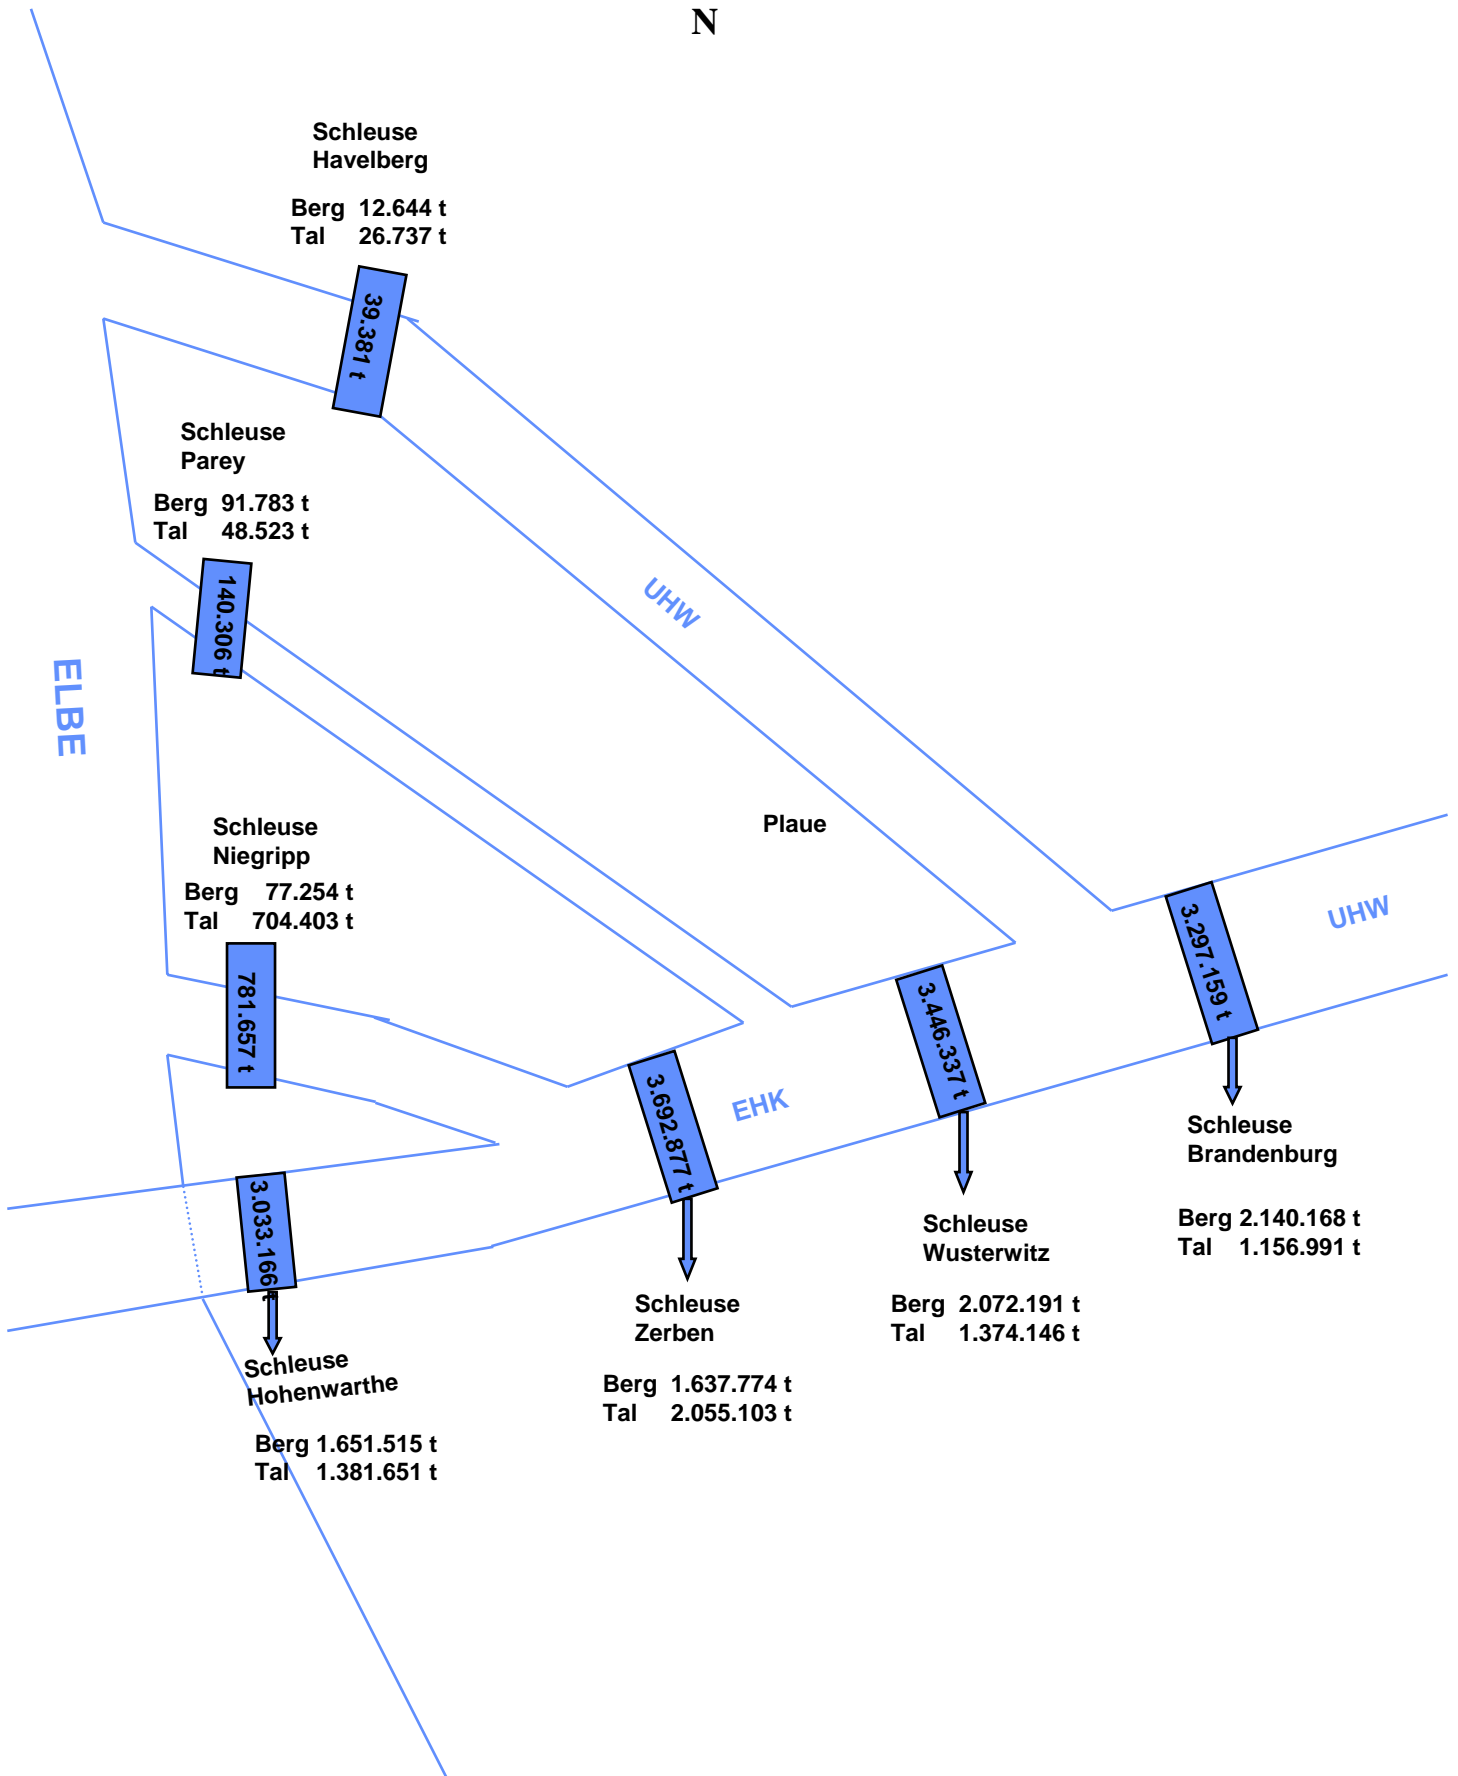 N
Schleuse
Havelberg
Berg 12.644 t
Tal 26.737 t
39.381 t
Schleuse
Parey
Berg 91.783 t
Tal 48.523 t
140.306 t
UHW
ELBE
Plaue
Schleuse
Niegripp
Berg 77.254 t
Tal 704.403 t
781.657 t
3.297.159 t
UHW
3.446.337 t
3.692.877 t
EHK
Schleuse
Brandenburg
Berg 2.140.168 t
Tal 1.156.991 t
3.033.166 t
Schleuse
Wusterwitz
Berg 2.072.191 t
Tal 1.374.146 t
Schleuse
Zerben
Berg 1.637.774 t
Tal 2.055.103 t
Schleuse
Hohenwarthe
Berg 1.651.515 t
Tal 1.381.651 t